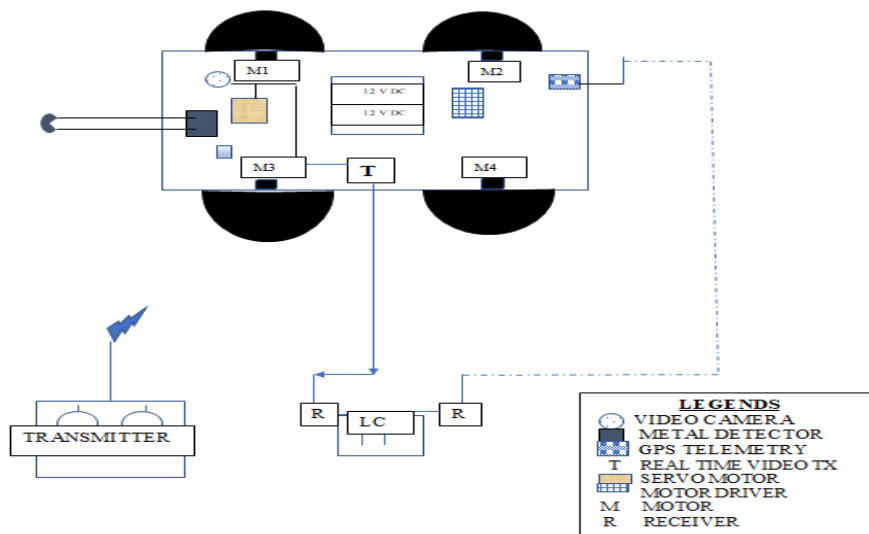 M1
M2
12 V DC
12 V DC
M3
T
M4
R
LC
R
TRANSMITTER
LEGENDS
VIDEO CAMERA
METAL DETECTOR
GPS TELEMETRY
T REAL TIME VIDEO TX
SERVO MOTOR
MOTOR DRIVER
M MOTOR
R RECEIVER